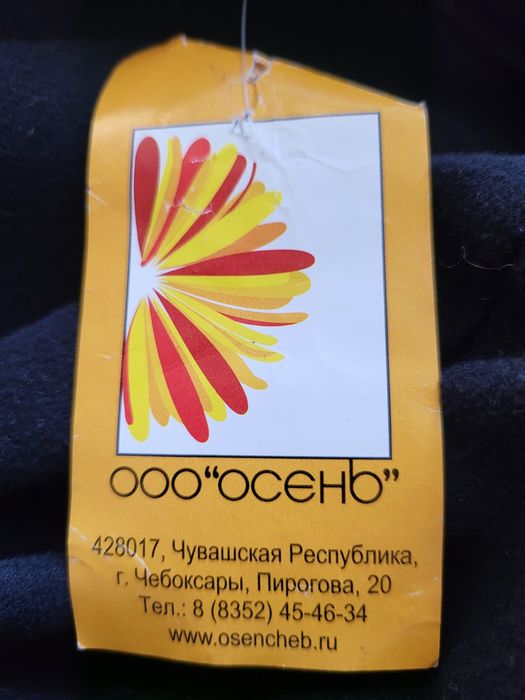 ООО "ОСЕНЬ"
428017, Чувашская Республика,
г. Чебоксары, Пирогова, 20
Тел.: 8 (8352) 45-46-34
www.osencheb.ru